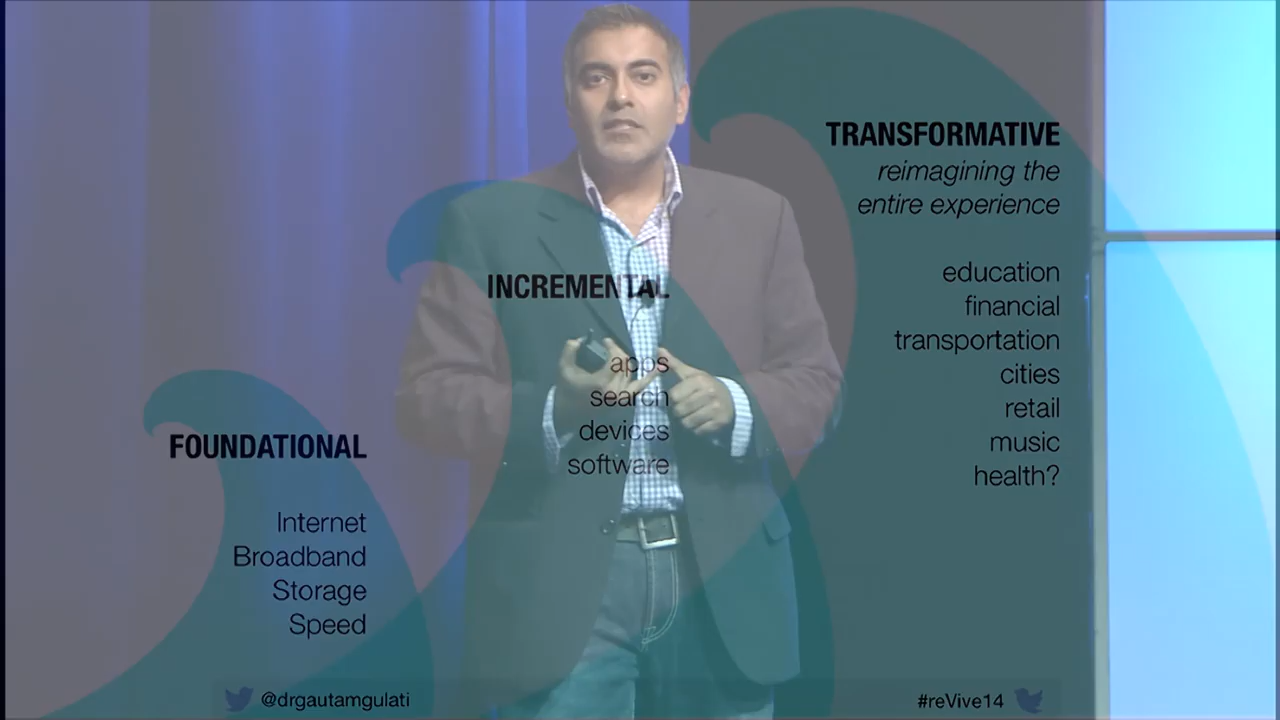 TRANSFORMATIVE
reimagining the
entire experience
education
financial
transportation
cities
retail
music
health?
INCREMENTAL
apps
search
devices
software
FOUNDATIONAL
Internet
Broadband
Storage
Speed
@drgautamgulati
#reVive14